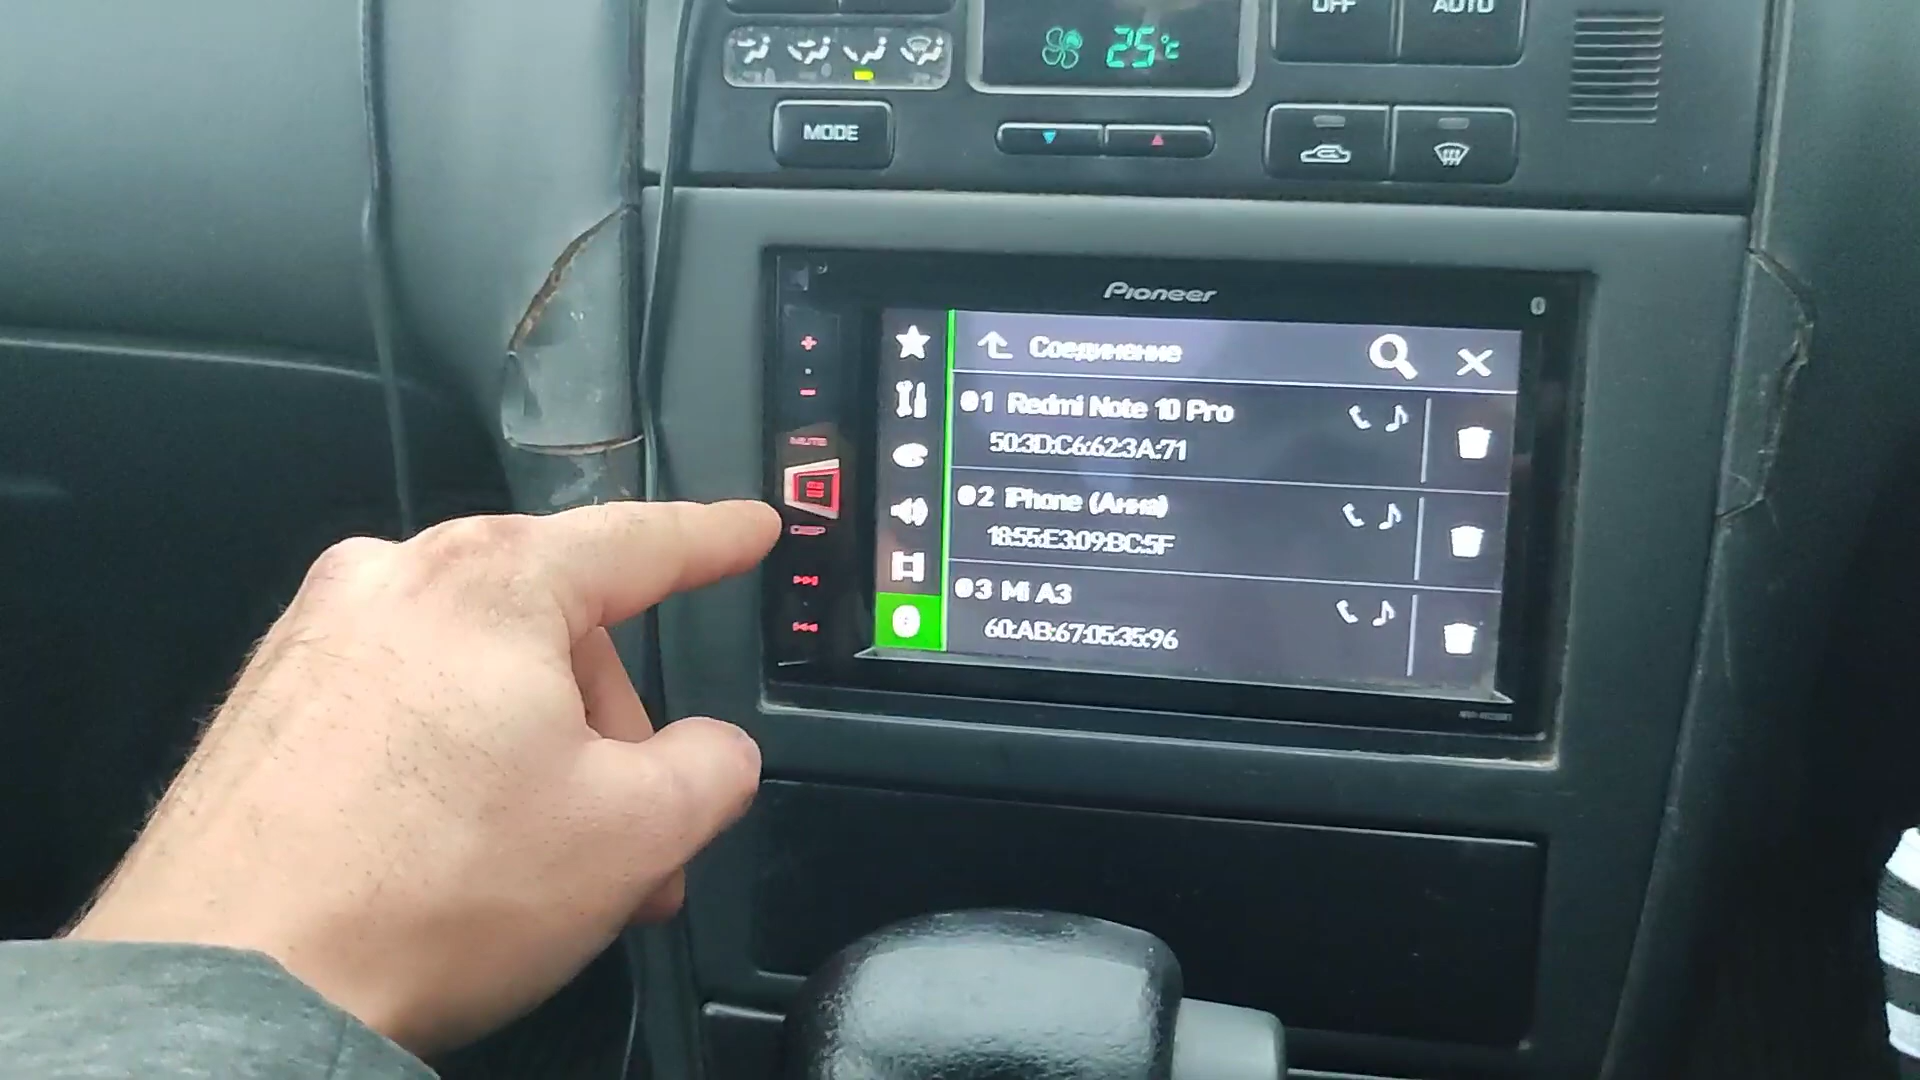 OFF
AUTO
25°C
MODE
Pioneer
Соединение
1 Redmi Note 10 Pro
50:3D:C6:62:3A:71
MUTE
2 iPhone (Анна)
18:55:E3:09:BC:5F
DISP
3 Mi A3
60:AB:67:05:35:96